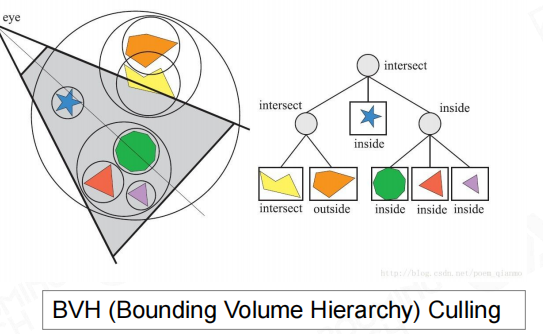 eye
intersect
intersect
inside
inside
intersect outside inside inside inside
http://blog.csdn.net/poem_qianmo
BVH (Bounding Volume Hierarchy) Culling